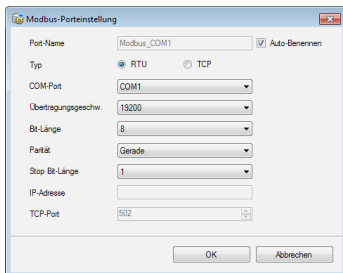 Modbus-Porteinstellung
Port-Name Modbus_COM1 Auto-Benennen
Typ RTU TCP
COM-Port COM1
Übertragungsgeschw. 19200
Bit-Länge 8
Parität Gerade
Stop Bit-Länge 1
IP-Adresse
TCP-Port 502
OK Abbrechen